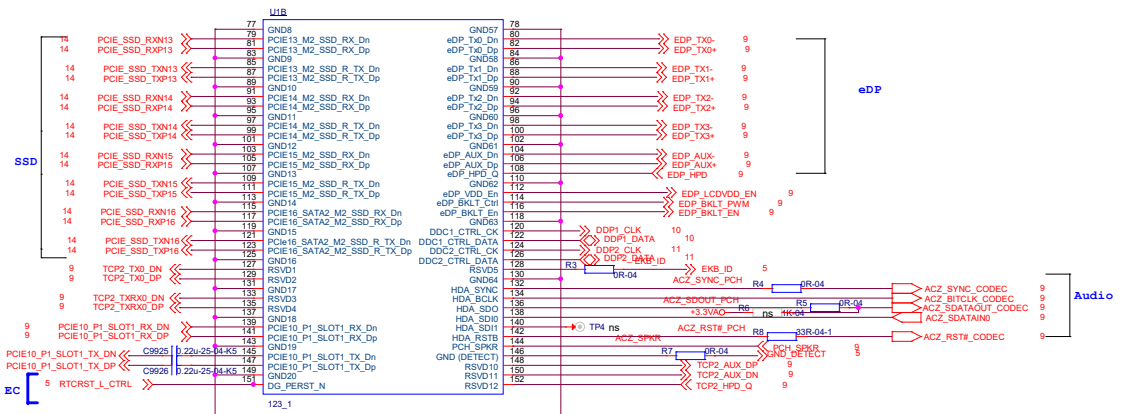 U1B
77 GND8 GND57 78
14 PCIE_SSD_RXN13 79 PCIE13_M2_SSD_RX_Dn eDP_Tx0_Dn 80 EDP_TX0- 9
14 PCIE_SSD_RXP13 81 PCIE13_M2_SSD_RX_Dp eDP_Tx0_Dp 82 EDP_TX0+ 9
83 GND9 GND58 84
14 PCIE_SSD_TXN13 85 PCIE13_M2_SSD_R_TX_Dn eDP_Tx1_Dn 86 EDP_TX1- 9
14 PCIE_SSD_TXP13 87 PCIE13_M2_SSD_R_TX_Dp eDP_Tx1_Dp 88 EDP_TX1+ 9
89 GND10 GND59 90
eDP
14 PCIE_SSD_RXN14 91 PCIE14_M2_SSD_RX_Dn eDP_Tx2_Dn 92 EDP_TX2- 9
14 PCIE_SSD_RXP14 93 PCIE14_M2_SSD_RX_Dp eDP_Tx2_Dp 94 EDP_TX2+ 9
95 GND11 GND60 96
14 PCIE_SSD_TXN14 97 PCIE14_M2_SSD_R_TX_Dn eDP_Tx3_Dn 98 EDP_TX3- 9
14 PCIE_SSD_TXP14 99 PCIE14_M2_SSD_R_TX_Dp eDP_Tx3_Dp 100 EDP_TX3+ 9
101 GND12 GND61 102
SSD
14 PCIE_SSD_RXN15 103 PCIE15_M2_SSD_RX_Dn eDP_AUX_Dn 104 EDP_AUX- 9
14 PCIE_SSD_RXP15 105 PCIE15_M2_SSD_RX_Dp eDP_AUX_Dp 106 EDP_AUX+ 9
107 GND13 eDP_HPD_Q 108 EDP_HPD 9
14 PCIE_SSD_TXN15 109 PCIE15_M2_SSD_R_TX_Dn GND62 110
14 PCIE_SSD_TXP15 111 PCIE15_M2_SSD_R_TX_Dp eDP_VDD_En 112 EDP_LCDVDD_EN 9
113 GND14 eDP_BKLT_Ctrl 114 EDP_BKLT_PWM 9
14 PCIE_SSD_RXN16 115 PCIE16_SATA2_M2_SSD_RX_Dn eDP_BKLT_En 116 EDP_BKLT_EN 9
14 PCIE_SSD_RXP16 117 PCIE16_SATA2_M2_SSD_RX_Dp GND63 118
119 GND15 DDC1_CTRL_CK 120 DDP1_CLK 10
14 PCIE_SSD_TXN16 121 PCIe16_SATA2_M2_SSD_R_TX_Dn DDC1_CTRL_DATA 122 DDP1_DATA 10
14 PCIE_SSD_TXP16 123 PCIE16_SATA2_M2_SSD_R_TX_Dp DDC2_CTRL_CK 124 DDP2_CLK 11
125 GND16 DDC2_CTRL_DATA 126 DDP2_DATA 11
EKB_ID
9 TCP2_TX0_DN 127 RSVD1 RSVD5 128 R3 0R-04 EKB_ID 5
9 TCP2_TX0_DP 129 RSVD2 GND64 130
ACZ_SYNC_PCH
131 GND17 HDA_SYNC 132 R4 0R-04 ACZ_SYNC_CODEC 9
9 TCP2_TXRX0_DN 133 RSVD3 HDA_BCLK 134 ACZ_BITCLK_CODEC 9
Audio
9 TCP2_TXRX0_DP 135 RSVD4 HDA_SDO 136 ACZ_SDOUT_PCH R5 0R-04 ACZ_SDATAOUT_CODEC 9
137 GND18 HDA_SDI0 138 +3.3VA R6 ns 1K-04 ACZ_SDATAIN0 9
9 PCIE10_P1_SLOT1_RX_DN 139 PCIE10_P1_SLOT1_RX_Dn HDA_SDI1 140 TP4 ns
ACZ_RST#_PCH
9 PCIE10_P1_SLOT1_RX_DP 141 PCIE10_P1_SLOT1_RX_Dp HDA_RSTB 142 R8 33R-04-1 ACZ_RST#_CODEC 9
ACZ_SPKR
143 GND19 PCH_SPKR 144 PCH_SPKR 9
9 PCIE10_P1_SLOT1_TX_DN C9925 0.22u-25-04-K5 145 PCIE10_P1_SLOT1_TX_Dn GND (DETECT) 146 R7 0R-04 GND_DETECT 5
9 PCIE10_P1_SLOT1_TX_DP C9926 0.22u-25-04-K5 147 PCIE10_P1_SLOT1_TX_Dp RSVD10 148 TCP2_AUX_DP 9
149 GND20 RSVD11 150 TCP2_AUX_DN 9
EC
5 RTCRST_L_CTRL 151 DG_PERST_N RSVD12 152 TCP2_HPD_Q 9
123_1